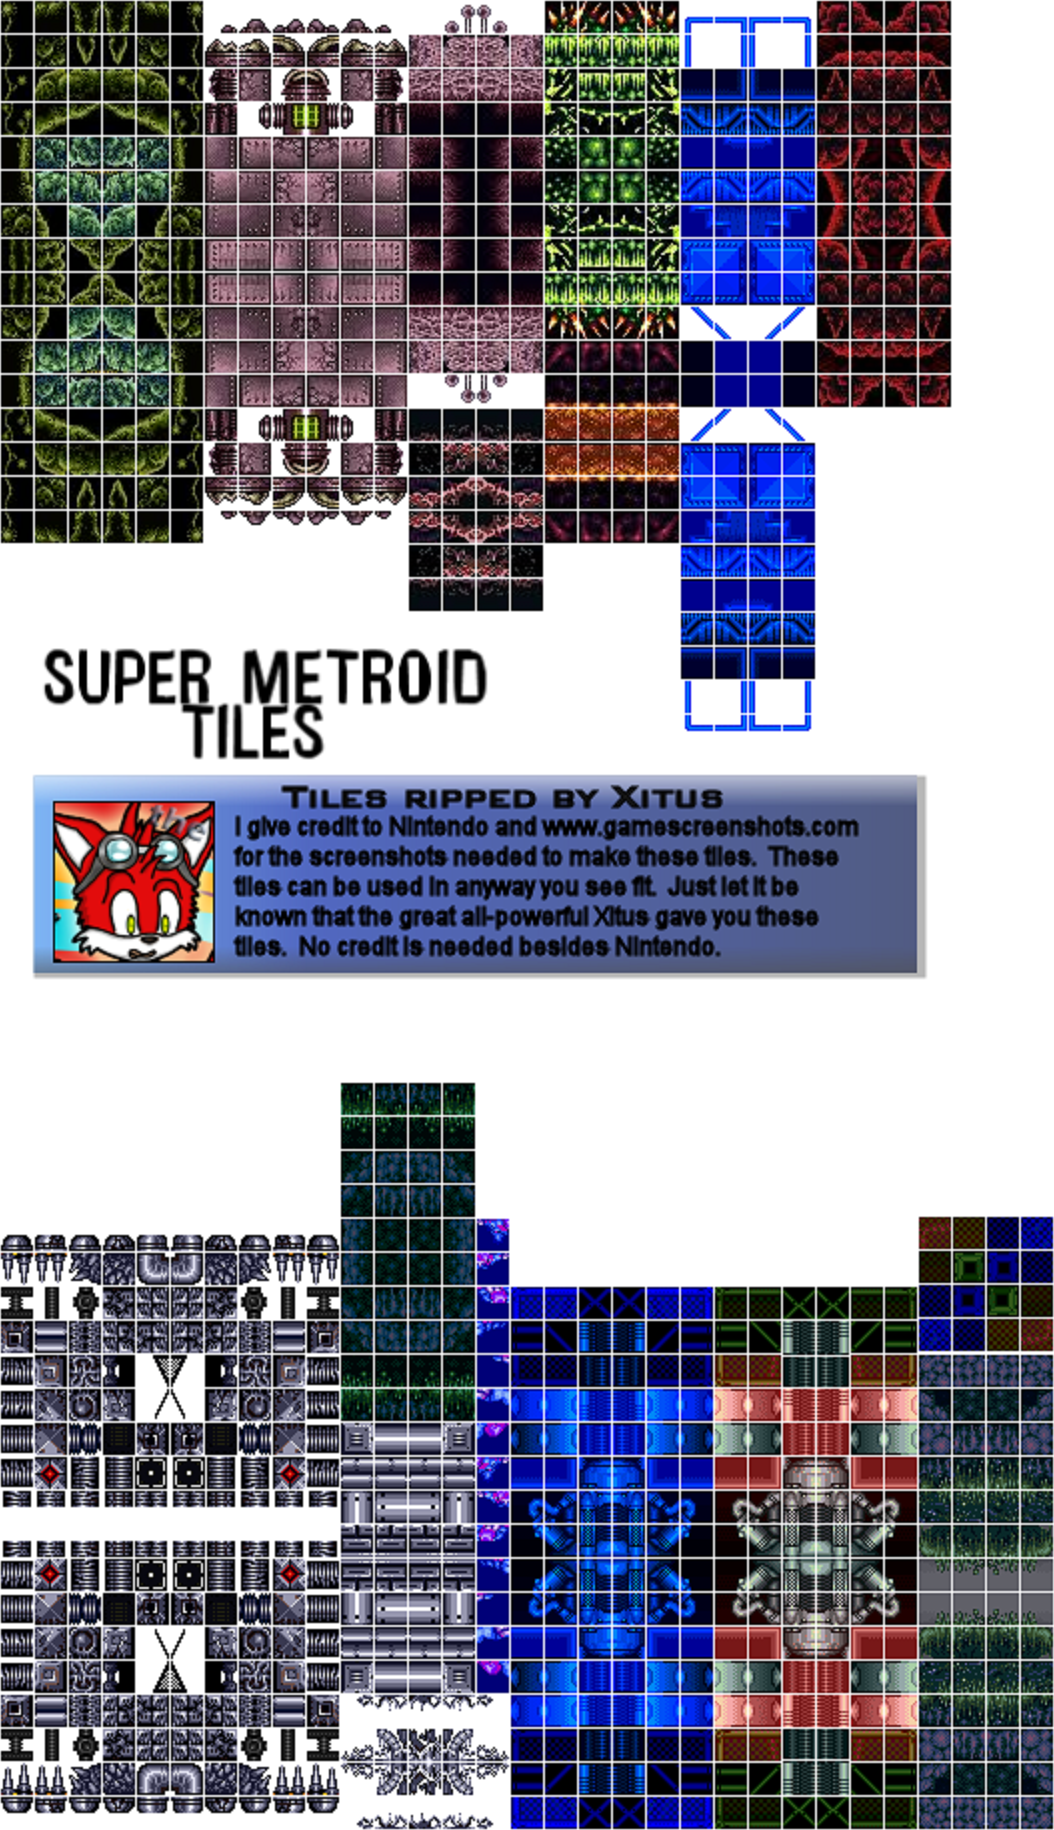 SUPER METROID
TILES
the
TILES RIPPED BY XITUS
I give credit to Nintendo and www.gamescreenshots.com
for the screenshots needed to make these tiles. These
tiles can be used in anyway you see fit. Just let it be
known that the great all-powerful Xitus gave you these
tiles. No credit is needed besides Nintendo.